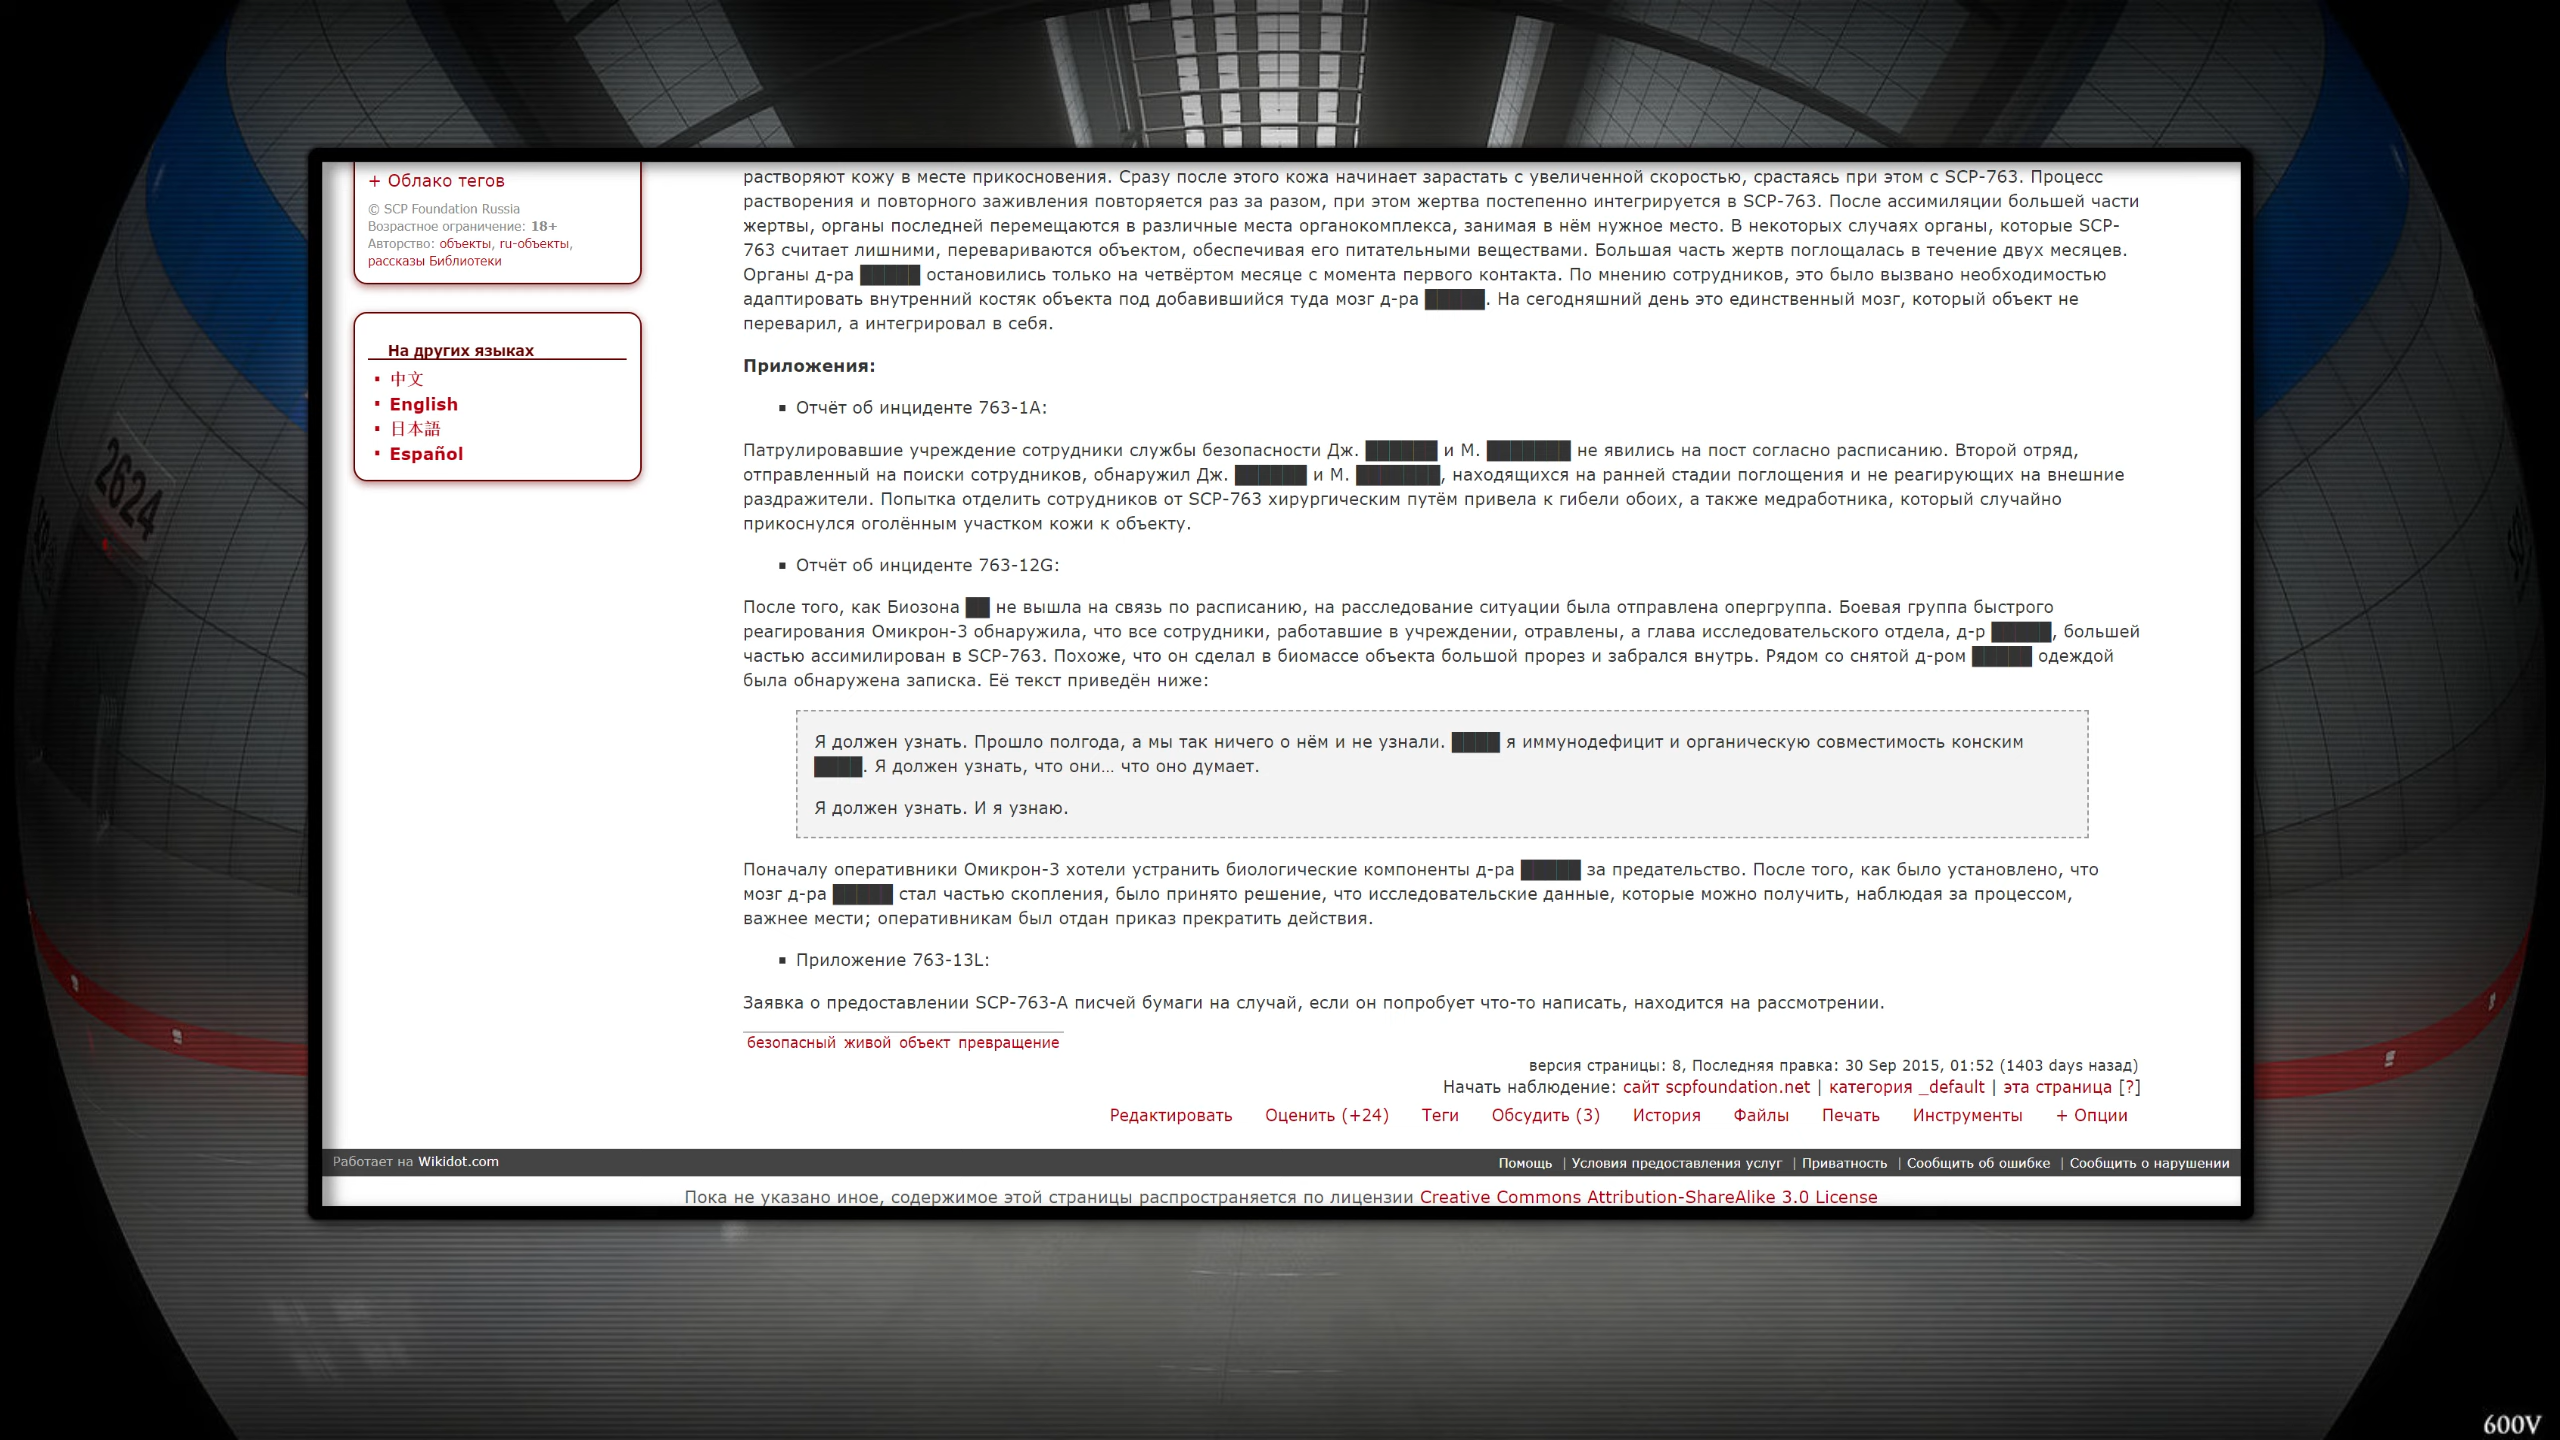 + Облако тегов
© SCP Foundation Russia
Возрастное ограничение: 18+
Авторство: объекты, ru-объекты,
рассказы Библиотеки
На других языках
中文
English
日本語
Español
растворяют кожу в месте прикосновения. Сразу после этого кожа начинает зарастать с увеличенной скоростью, срастаясь при этом с SCP-763. Процесс
растворения и повторного заживления повторяется раз за разом, при этом жертва постепенно интегрируется в SCP-763. После ассимиляции большей части
жертвы, органы последней перемещаются в различные места органокомплекса, занимая в нём нужное место. В некоторых случаях органы, которые SCP-
763 считает лишними, перевариваются объектом, обеспечивая его питательными веществами. Большая часть жертв поглощалась в течение двух месяцев.
Органы д-ра █████ остановились только на четвёртом месяце с момента первого контакта. По мнению сотрудников, это было вызвано необходимостью
адаптировать внутренний костяк объекта под добавившийся туда мозг д-ра █████. На сегодняшний день это единственный мозг, который объект не
переварил, а интегрировал в себя.
Приложения:
▪ Отчёт об инциденте 763-1A:
Патрулировавшие учреждение сотрудники службы безопасности Дж. ██████ и М. ███████ не явились на пост согласно расписанию. Второй отряд,
отправленный на поиски сотрудников, обнаружил Дж. ██████ и М. ███████, находящихся на ранней стадии поглощения и не реагирующих на внешние
раздражители. Попытка отделить сотрудников от SCP-763 хирургическим путём привела к гибели обоих, а также медработника, который случайно
прикоснулся оголённым участком кожи к объекту.
▪ Отчёт об инциденте 763-12G:
После того, как Биозона ██ не вышла на связь по расписанию, на расследование ситуации была отправлена опергруппа. Боевая группа быстрого
реагирования Омикрон-3 обнаружила, что все сотрудники, работавшие в учреждении, отравлены, а глава исследовательского отдела, д-р █████, большей
частью ассимилирован в SCP-763. Похоже, что он сделал в биомассе объекта большой прорез и забрался внутрь. Рядом со снятой д-ром █████ одеждой
была обнаружена записка. Её текст приведён ниже:
Я должен узнать. Прошло полгода, а мы так ничего о нём и не узнали. ████ я иммунодефицит и органическую совместимость конским
████. Я должен узнать, что они… что оно думает.
Я должен узнать. И я узнаю.
Поначалу оперативники Омикрон-3 хотели устранить биологические компоненты д-ра █████ за предательство. После того, как было установлено, что
мозг д-ра █████ стал частью скопления, было принято решение, что исследовательские данные, которые можно получить, наблюдая за процессом,
важнее мести; оперативникам был отдан приказ прекратить действия.
▪ Приложение 763-13L:
Заявка о предоставлении SCP-763-A писчей бумаги на случай, если он попробует что-то написать, находится на рассмотрении.
безопасный живой объект превращение
версия страницы: 8, Последняя правка: 30 Sep 2015, 01:52 (1403 days назад)
Начать наблюдение: сайт scpfoundation.net | категория _default | эта страница [?]
Редактировать Оценить (+24) Теги Обсудить (3) История Файлы Печать Инструменты + Опции
Работает на Wikidot.com
Помощь | Условия предоставления услуг | Приватность | Сообщить об ошибке | Сообщить о нарушении
Пока не указано иное, содержимое этой страницы распространяется по лицензии Creative Commons Attribution-ShareAlike 3.0 License
2624
600V